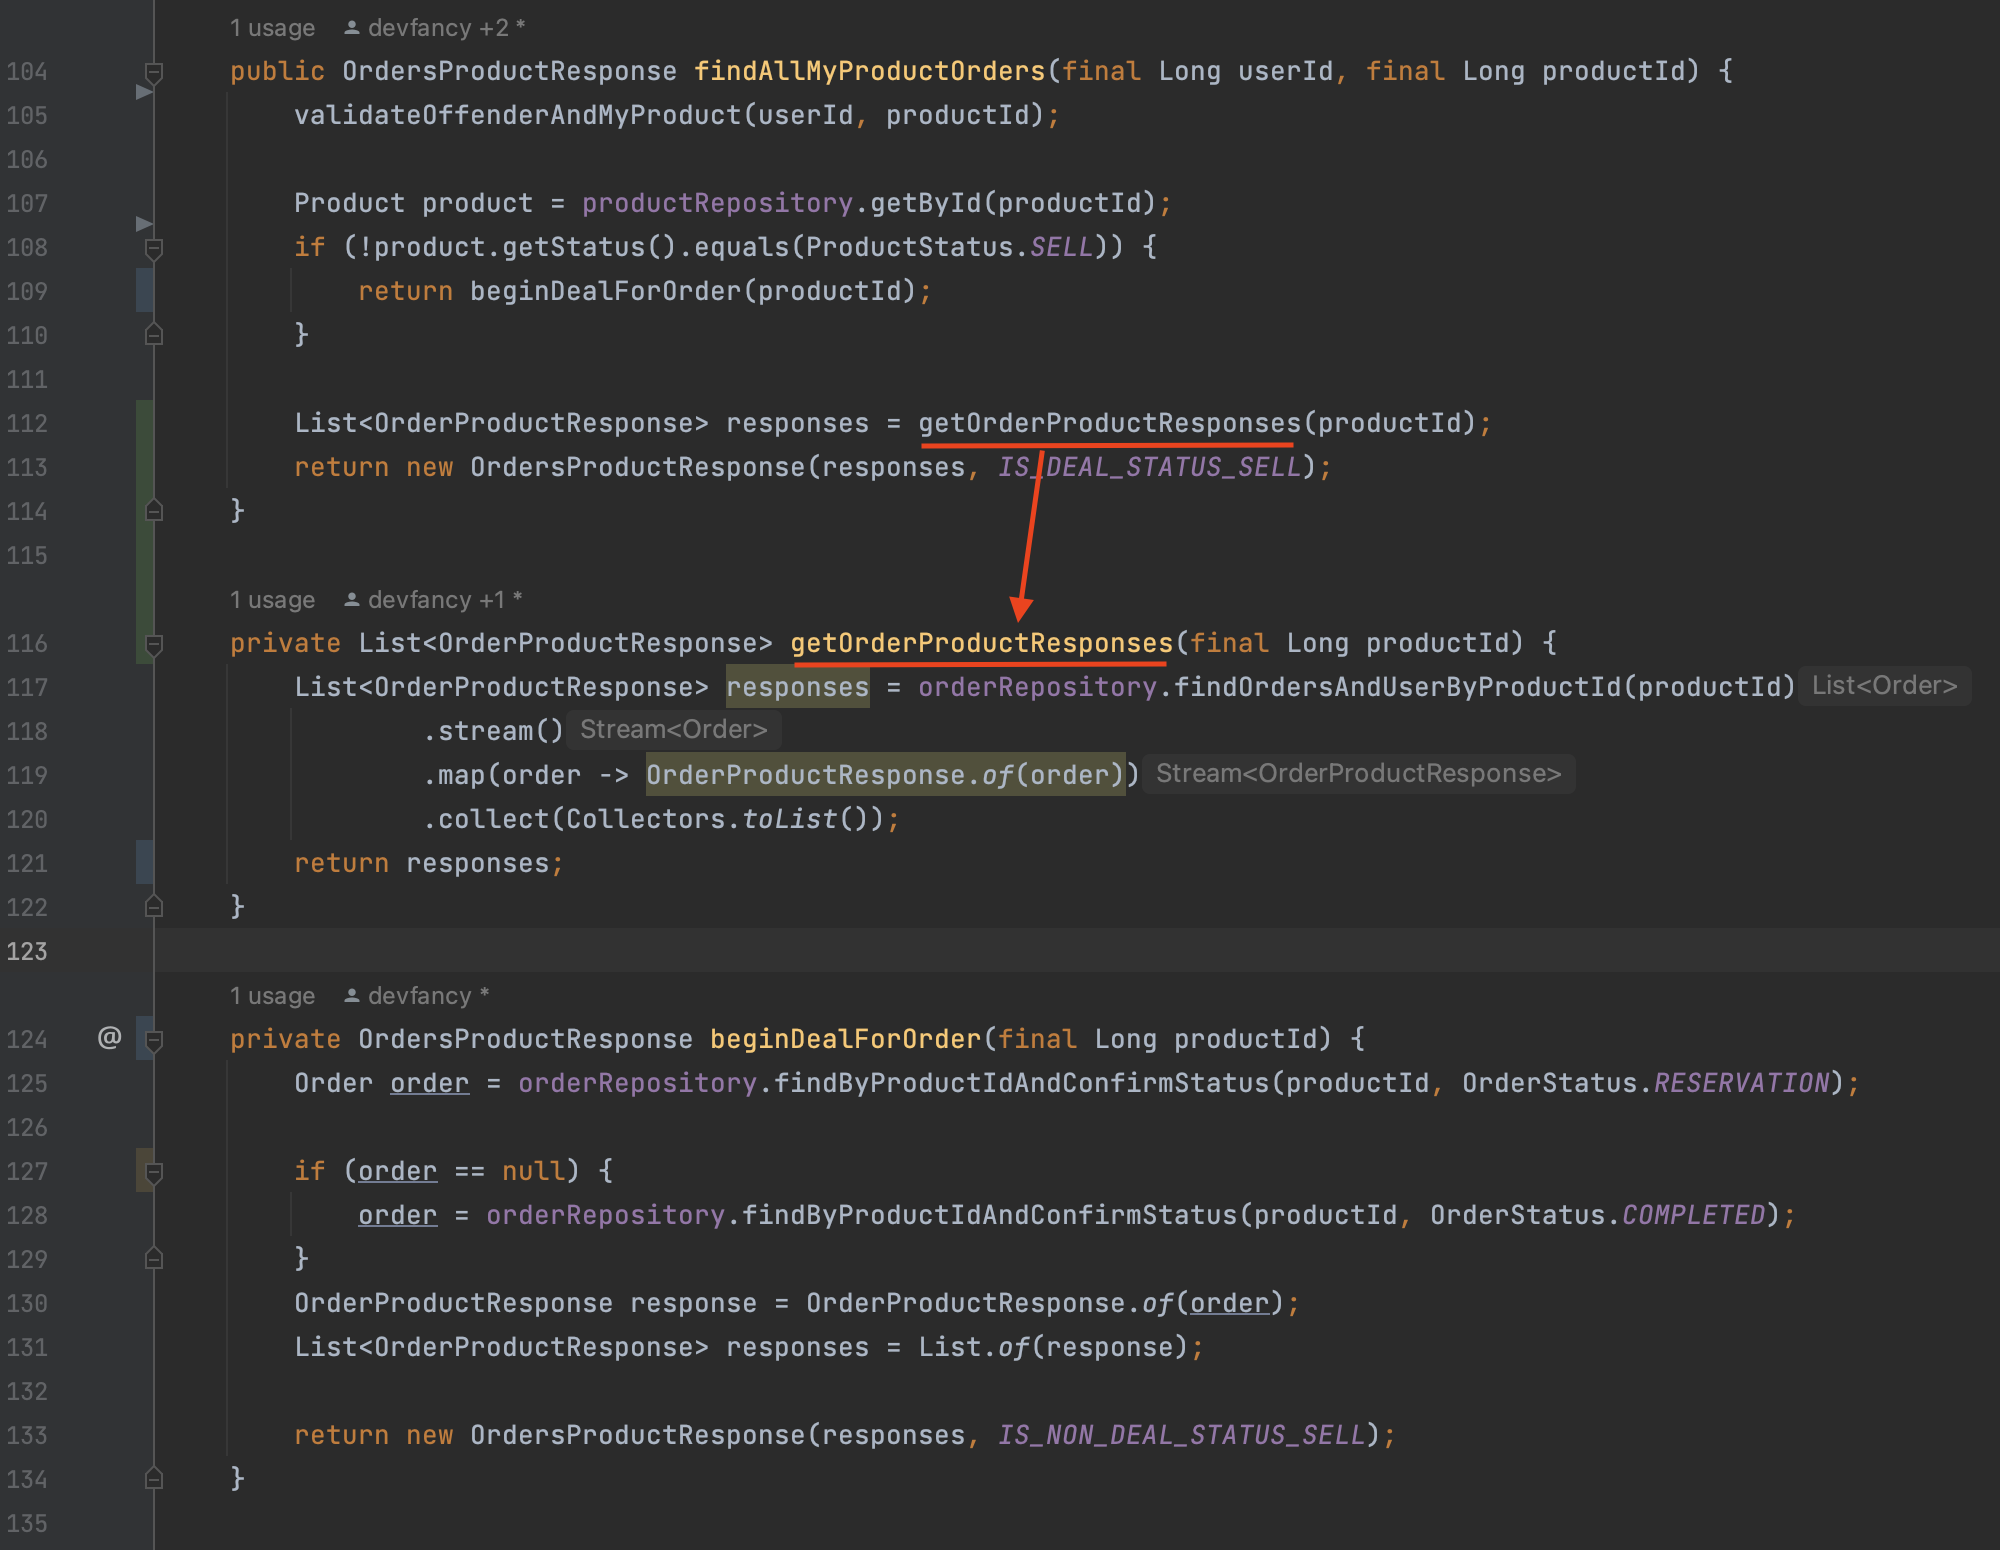 1 usage devfancy +2 *
104 public OrdersProductResponse findAllMyProductOrders(final Long userId, final Long productId) {
105 validateOffenderAndMyProduct(userId, productId);
106
107 Product product = productRepository.getById(productId);
108 if (!product.getStatus().equals(ProductStatus.SELL)) {
109 return beginDealForOrder(productId);
110 }
111
112 List<OrderProductResponse> responses = getOrderProductResponses(productId);
113 return new OrdersProductResponse(responses, IS_DEAL_STATUS_SELL);
114 }
115
1 usage devfancy +1 *
116 private List<OrderProductResponse> getOrderProductResponses(final Long productId) {
117 List<OrderProductResponse> responses = orderRepository.findOrdersAndUserByProductId(productId) List<Order>
118 .stream() Stream<Order>
119 .map(order -> OrderProductResponse.of(order)) Stream<OrderProductResponse>
120 .collect(Collectors.toList());
121 return responses;
122 }
123
1 usage devfancy *
124 @ private OrdersProductResponse beginDealForOrder(final Long productId) {
125 Order order = orderRepository.findByProductIdAndConfirmStatus(productId, OrderStatus.RESERVATION);
126
127 if (order == null) {
128 order = orderRepository.findByProductIdAndConfirmStatus(productId, OrderStatus.COMPLETED);
129 }
130 OrderProductResponse response = OrderProductResponse.of(order);
131 List<OrderProductResponse> responses = List.of(response);
132
133 return new OrdersProductResponse(responses, IS_NON_DEAL_STATUS_SELL);
134 }
135